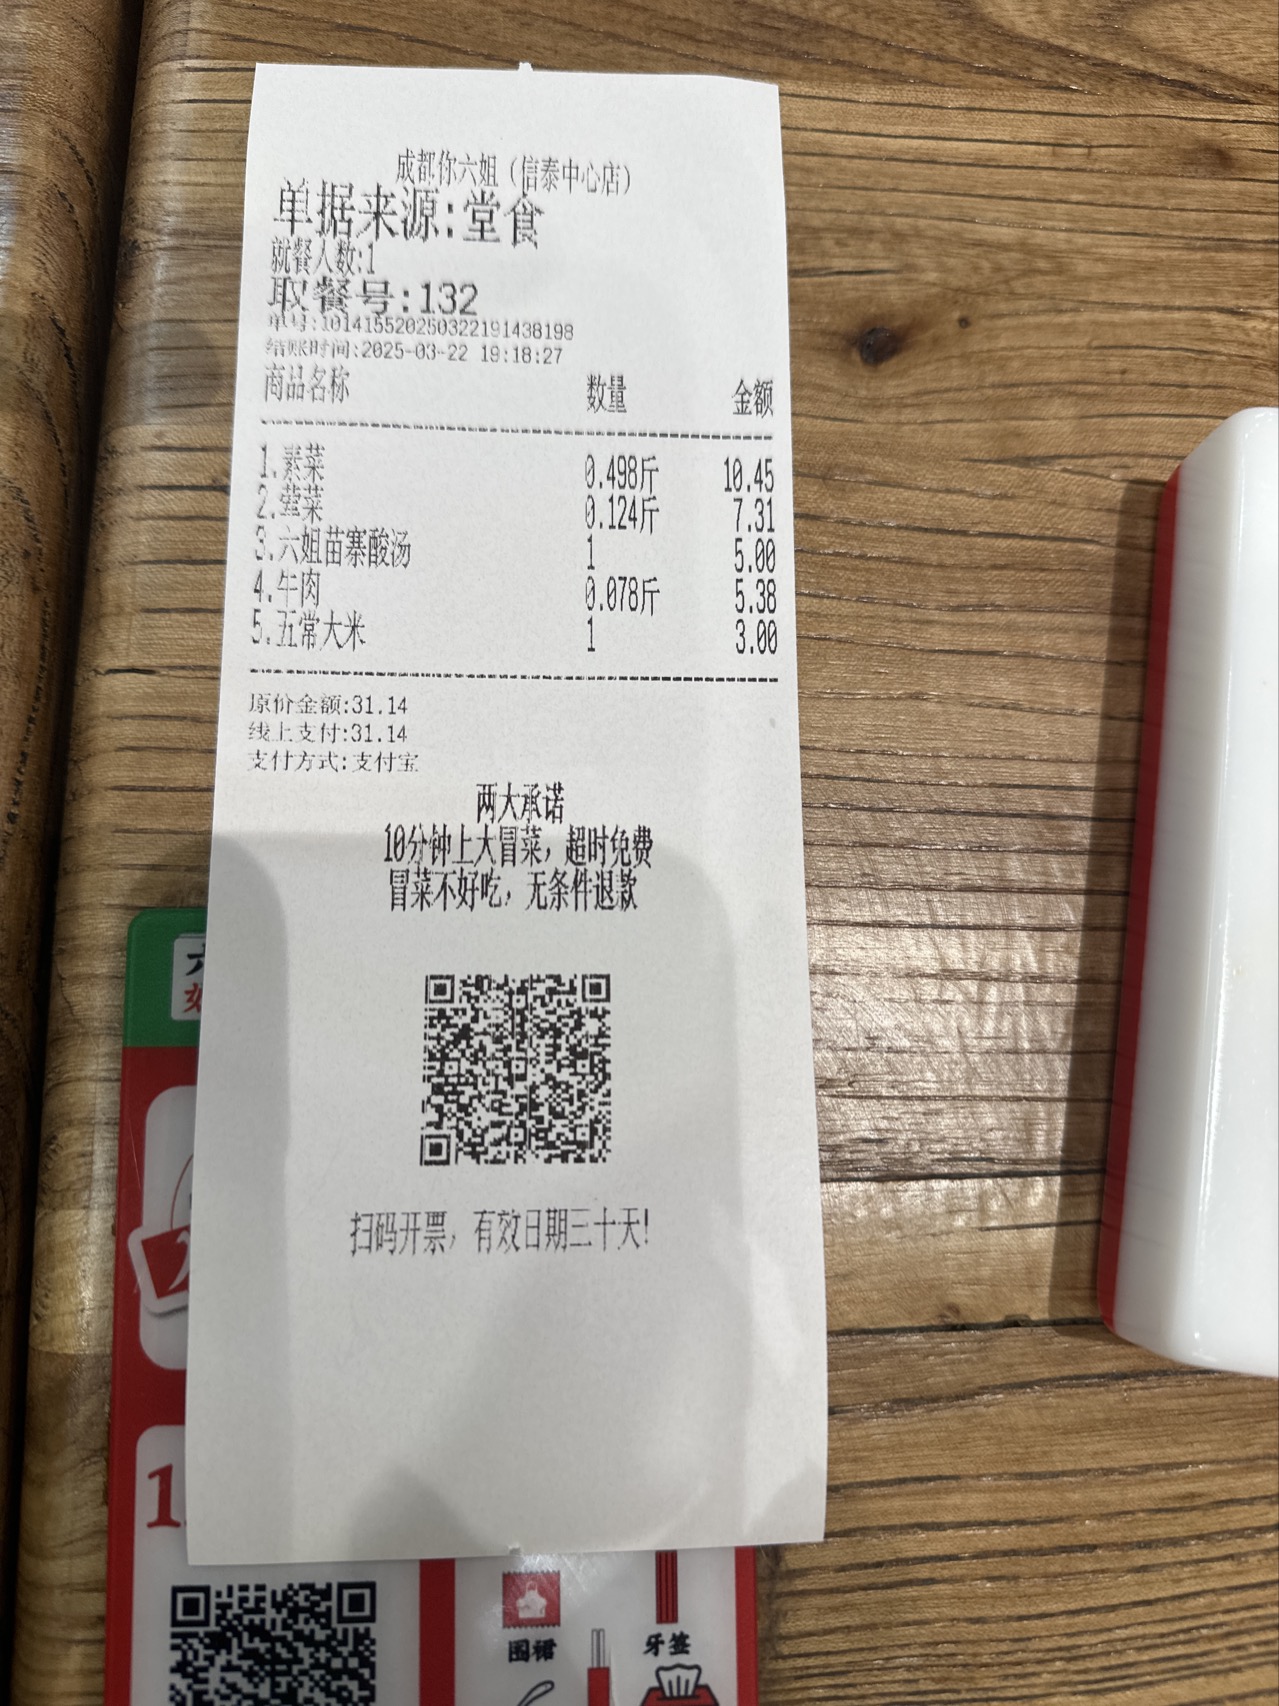 成都你六姐（信泰中心店）
单据来源:堂食
就餐人数:1
取餐号:132
单号:10141552025032219143​8198
结账时间:2025-03-22 19:18:27
商品名称 数量 金额
1.素菜 0.498斤 10.45
2.荤菜 0.124斤 7.31
3.六姐苗寨酸汤 1 5.00
4.牛肉 0.078斤 5.38
5.五常大米 1 3.00
原价金额:31.14
线上支付:31.14
支付方式:支付宝
两大承诺
10分钟上大冒菜，超时免费
冒菜不好吃，无条件退款
扫码开票，有效日期三十天!
1
围裙
牙签